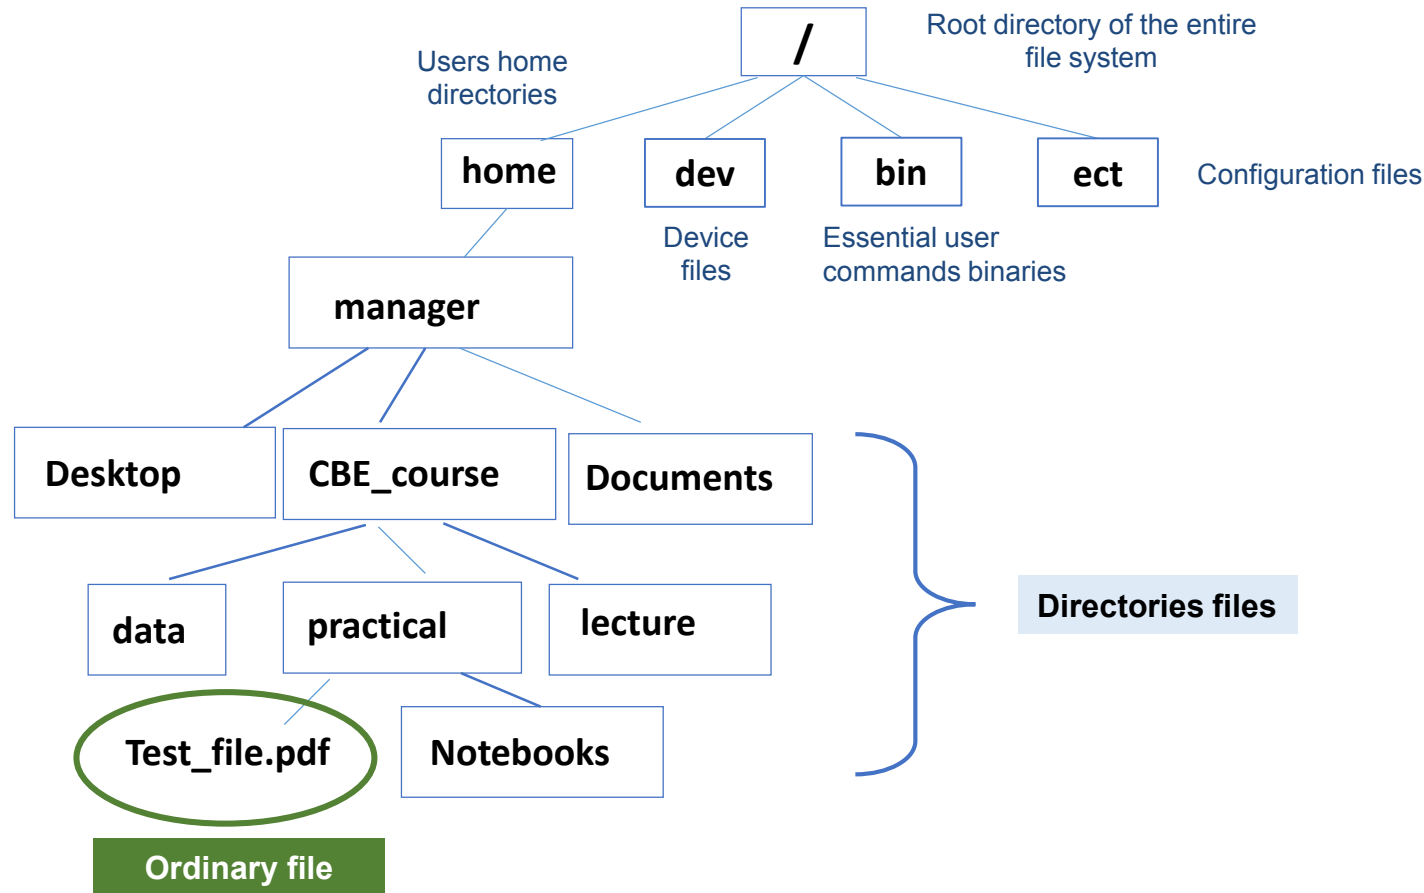 /
Root directory of the entire
file system
Users home
directories
home
dev
bin
ect
Configuration files
Device
files
Essential user
commands binaries
manager
Desktop
CBE_course
Documents
data
practical
lecture
Directories files
Test_file.pdf
Notebooks
Ordinary file